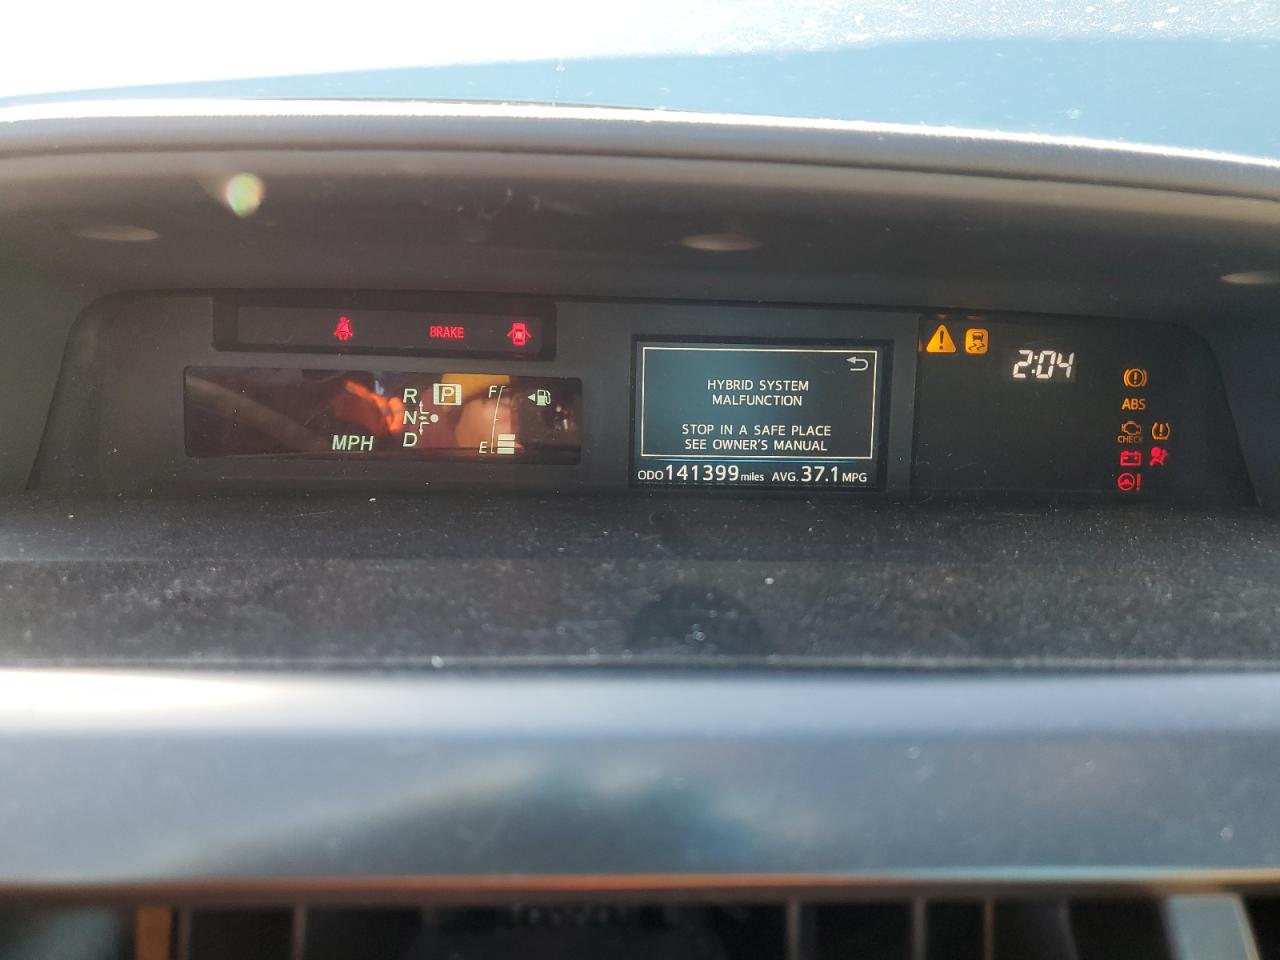 BRAKE
R P
N
D
MPH
F
E
HYBRID SYSTEM
MALFUNCTION
STOP IN A SAFE PLACE
SEE OWNER'S MANUAL
ODO 141399 miles AVG. 37.1 MPG
2:04
ABS
CHECK